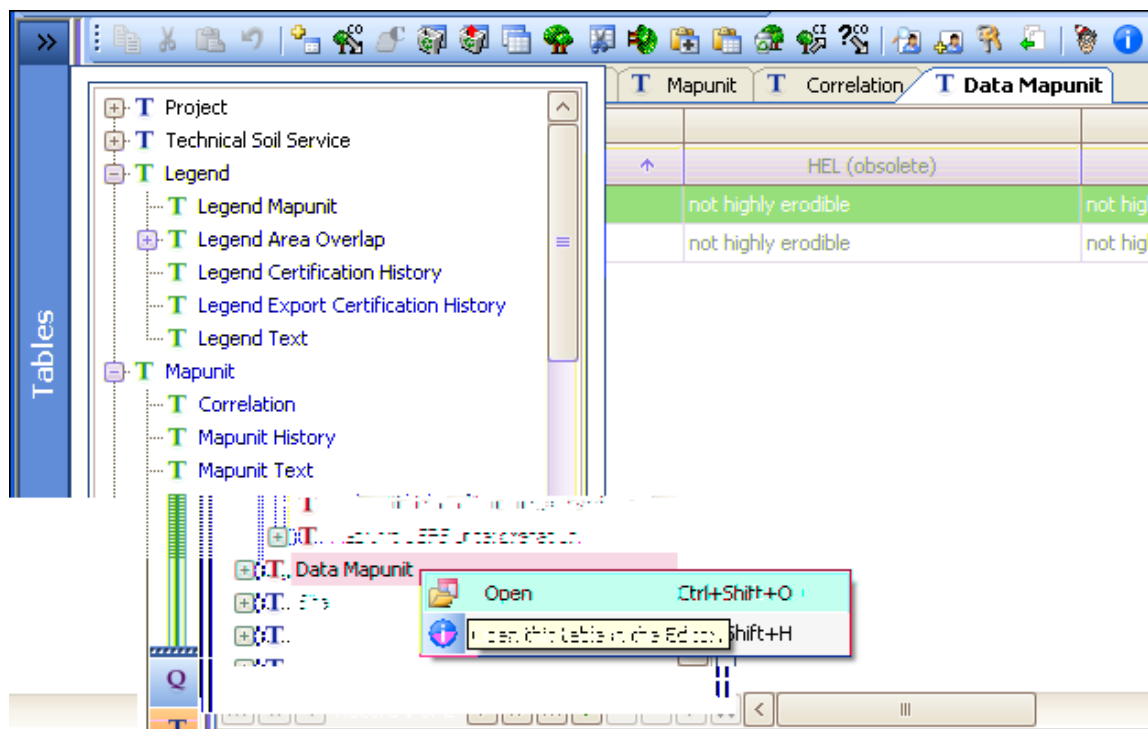 Mapunit
Correlation
Data Mapunit
HEL (obsolete)
not highly erodible
not hig
not highly erodible
not hig
Tables
Project
Technical Soil Service
Legend
Legend Mapunit
Legend Area Overlap
Legend Certification History
Legend Export Certification History
Legend Text
Mapunit
Correlation
Mapunit History
Mapunit Text
Data Mapunit
Open Ctrl+Shift+O
Shift+H
Q